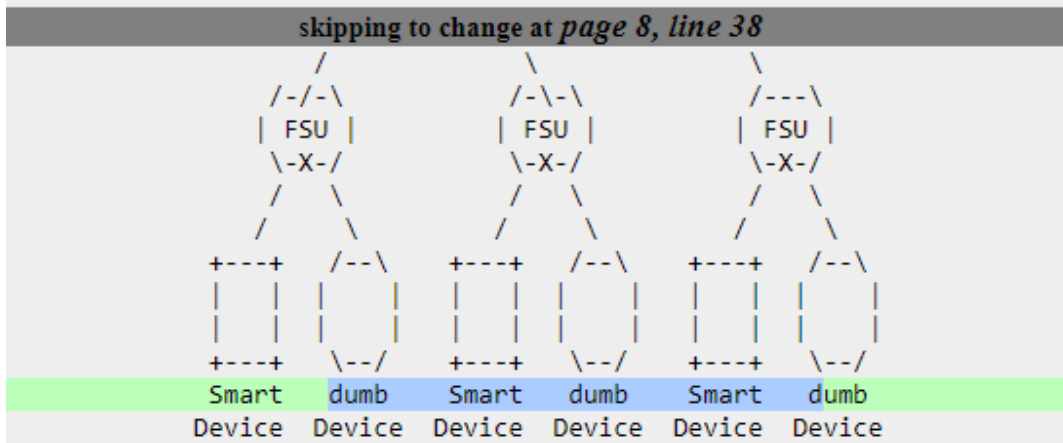 skipping to change at page 8, line 38
/ \ \
/-/-\ /-\-\ /---\
| FSU | | FSU | | FSU |
\-X-/ \-X-/ \-X-/
/ \ / \ / \
/ \ / \ / \
+---+ /--\ +---+ /--\ +---+ /--\
| | | | | | | | | | | |
| | | | | | | | | | | |
+---+ \--/ +---+ \--/ +---+ \--/
Smart dumb Smart dumb Smart dumb
Device Device Device Device Device Device